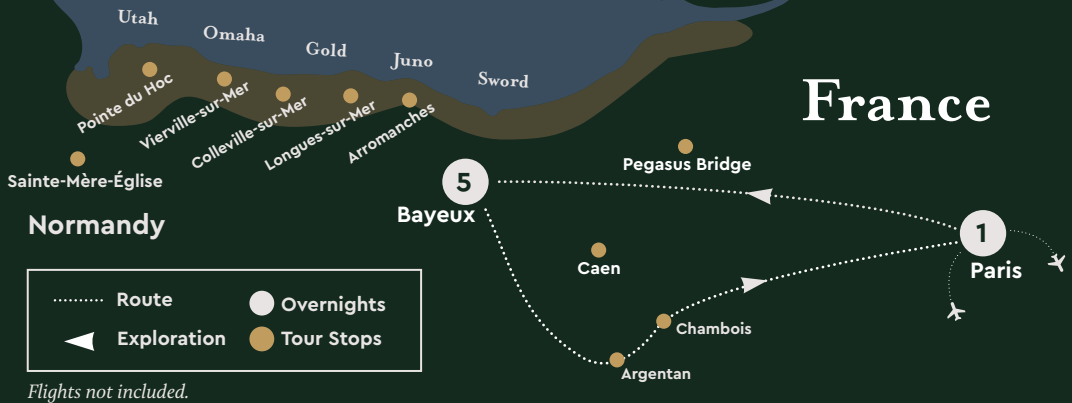 Utah
Omaha
Gold
Juno
Sword
France
Pointe du Hoc
Vierville-sur-Mer
Colleville-sur-Mer
Longues-sur-Mer
Arromanches
Sainte-Mère-Église
Pegasus Bridge
5
Bayeux
Normandy
1
Paris
Caen
Route
Overnights
Exploration
Tour Stops
Chambois
Argentan
Flights not included.